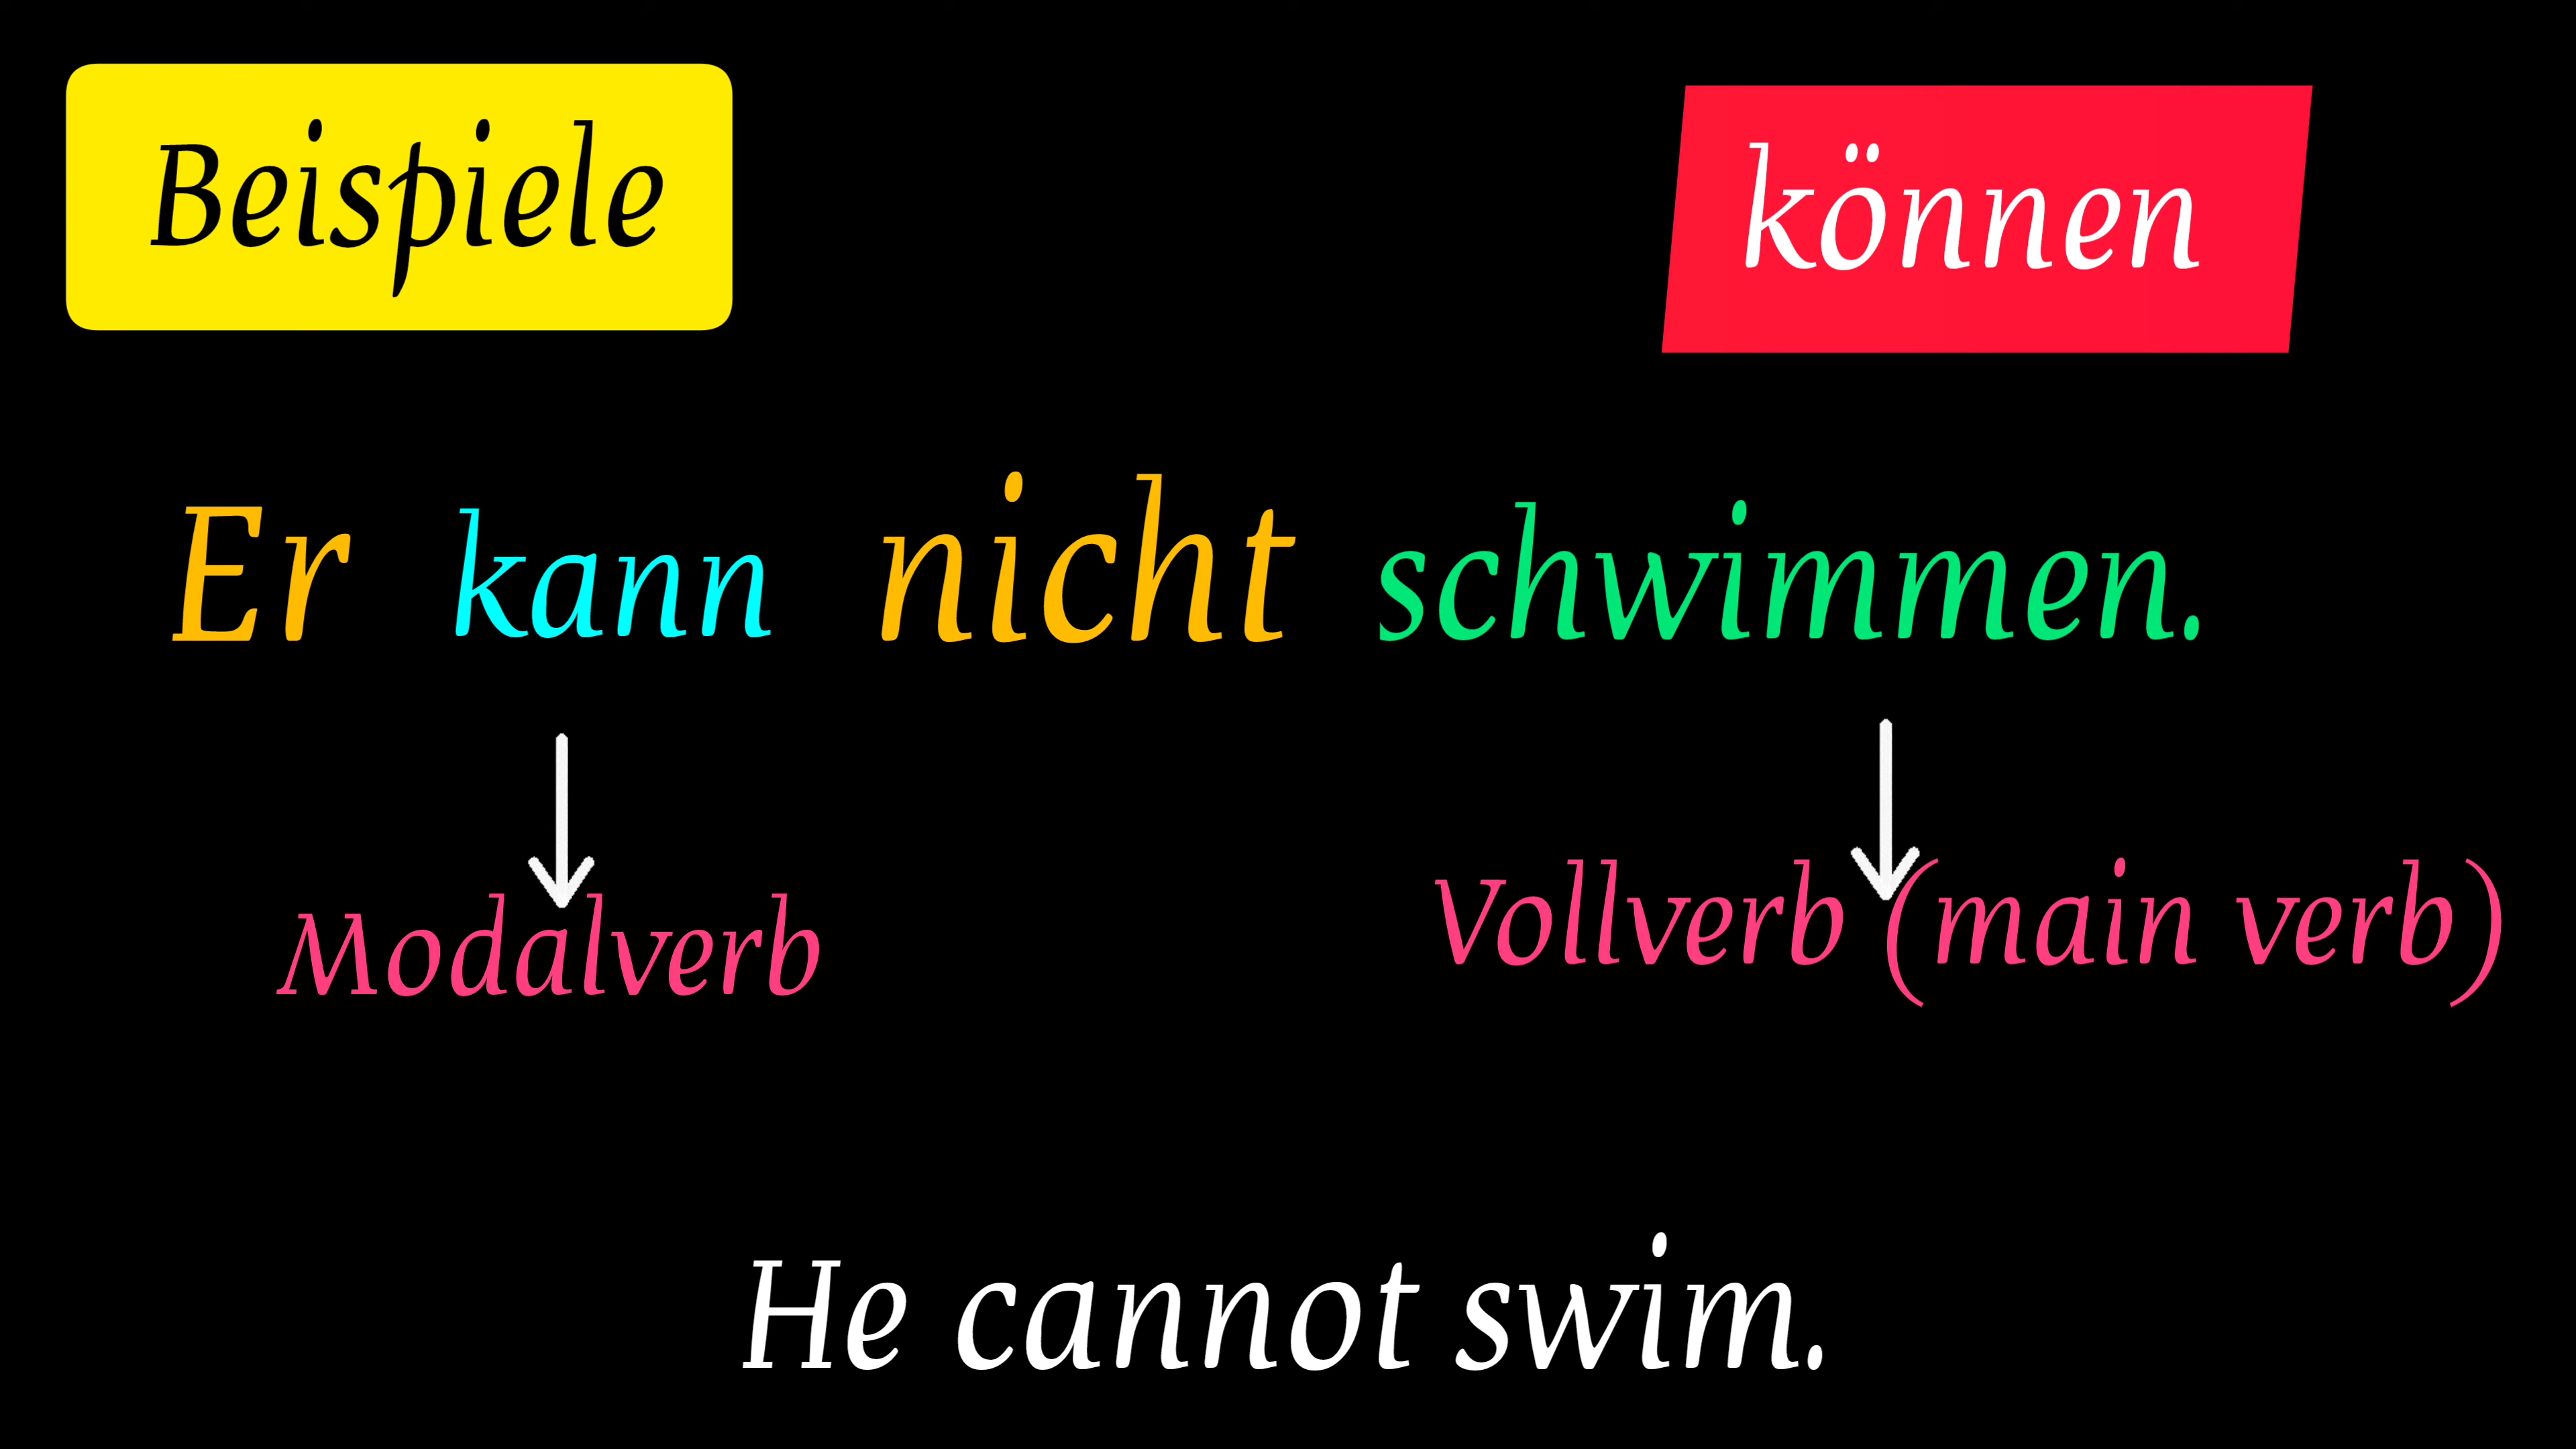 Beispiele
können
Er kann nicht schwimmen.
Modalverb
Vollverb (main verb)
He cannot swim.